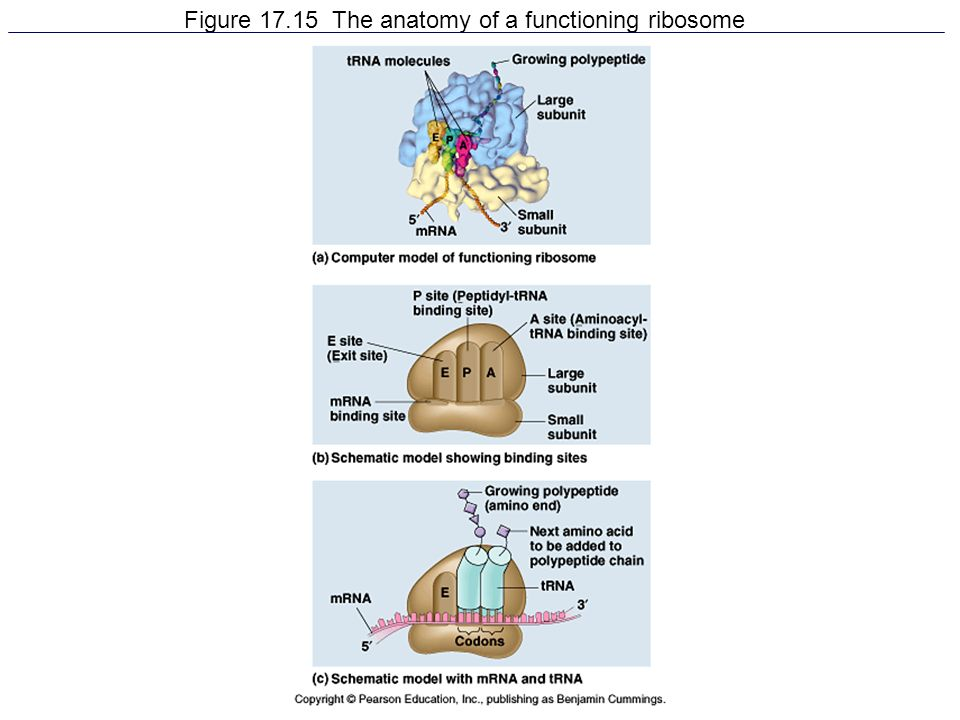 Figure 17.15  The anatomy of a functioning ribosome
tRNA molecules
Growing polypeptide
Large
subunit
E
P
A
5′
mRNA
3′
Small
subunit
(a) Computer model of functioning ribosome
P site (Peptidyl-tRNA
binding site)
A site (Aminoacyl-
tRNA binding site)
E site
(Exit site)
E
P
A
Large
subunit
mRNA
binding site
Small
subunit
(b) Schematic model showing binding sites
Growing polypeptide
(amino end)
Next amino acid
to be added to
polypeptide chain
E
tRNA
mRNA
3′
5′
Codons
(c) Schematic model with mRNA and tRNA
Copyright © Pearson Education, Inc., publishing as Benjamin Cummings.